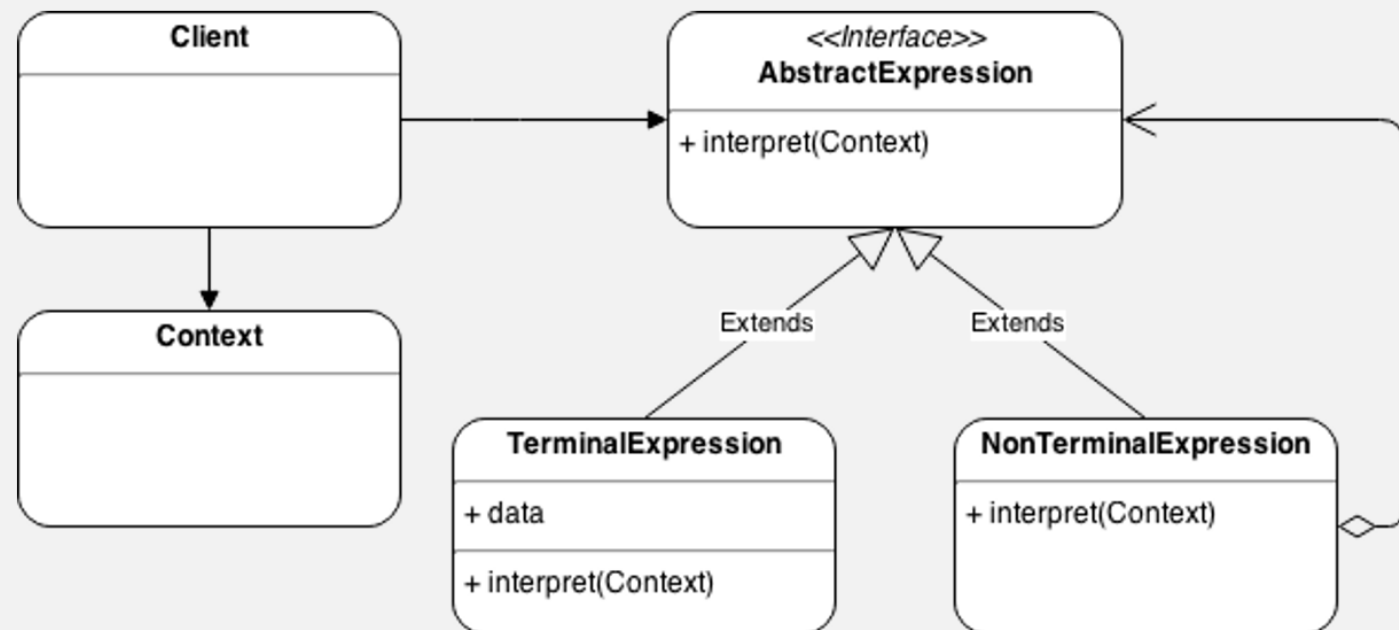 Client
<<Interface>>
AbstractExpression
+ interpret(Context)
Context
Extends
Extends
TerminalExpression
+ data
+ interpret(Context)
NonTerminalExpression
+ interpret(Context)